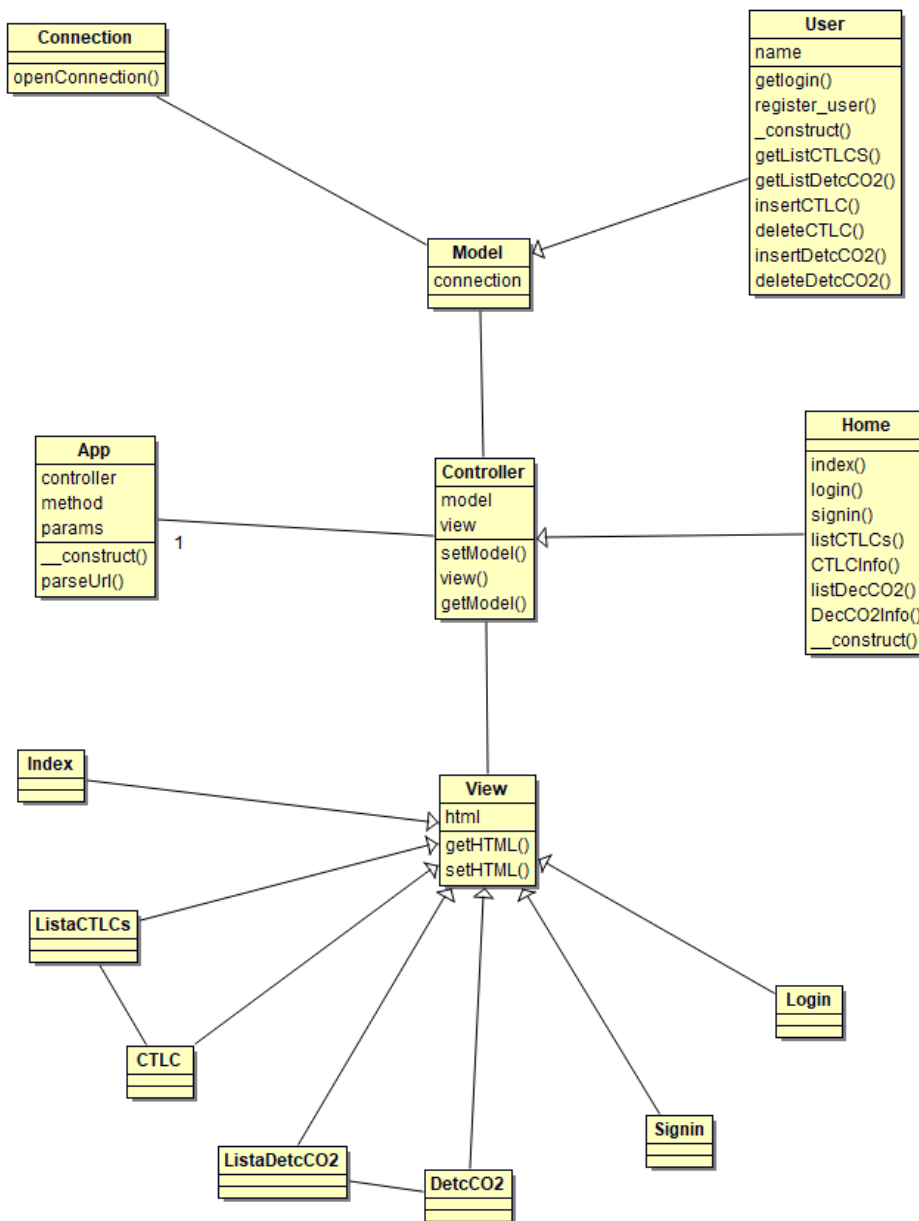 Connection
openConnection()
User
name
getlogin()
register_user()
_construct()
getListCTLCS()
getListDetcCO2()
insertCTLC()
deleteCTLC()
insertDetcCO2()
deleteDetcCO2()
Model
connection
App
controller
method
params
__construct()
parseUrl()
1
Controller
model
view
setModel()
view()
getModel()
Home
index()
login()
signin()
listCTLCs()
CTLCInfo()
listDecCO2()
DecCO2Info()
__construct()
Index
View
html
getHTML()
setHTML()
ListaCTLCs
Login
CTLC
Signin
ListaDetcCO2
DetcCO2